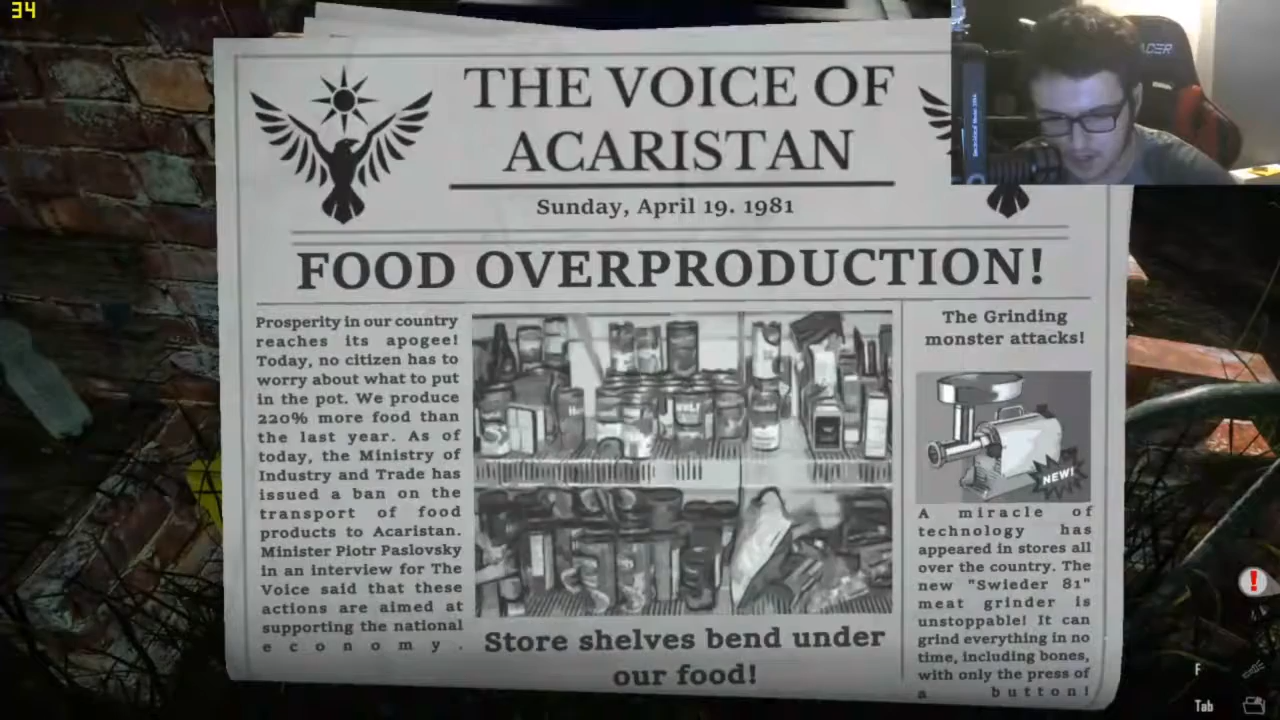 34
THE VOICE OF
ACARISTAN
Sunday, April 19. 1981
FOOD OVERPRODUCTION!
Prosperity in our country
reaches its apogee!
Today, no citizen has to
worry about what to put
in the pot. We produce
220% more food than
the last year. As of
today, the Ministry of
Industry and Trade has
issued a ban on the
transport of food
products to Acaristan.
Minister Piotr Paslovsky
in an interview for The
Voice said that these
actions are aimed at
supporting the national
economy.
Store shelves bend under
our food!
The Grinding
monster attacks!
NEW!
A miracle of
technology has
appeared in stores all
over the country. The
new "Swieder 81"
meat grinder is
unstoppable! It can
grind everything in no
time, including bones,
with only the press of
a button!
!
F
Tab